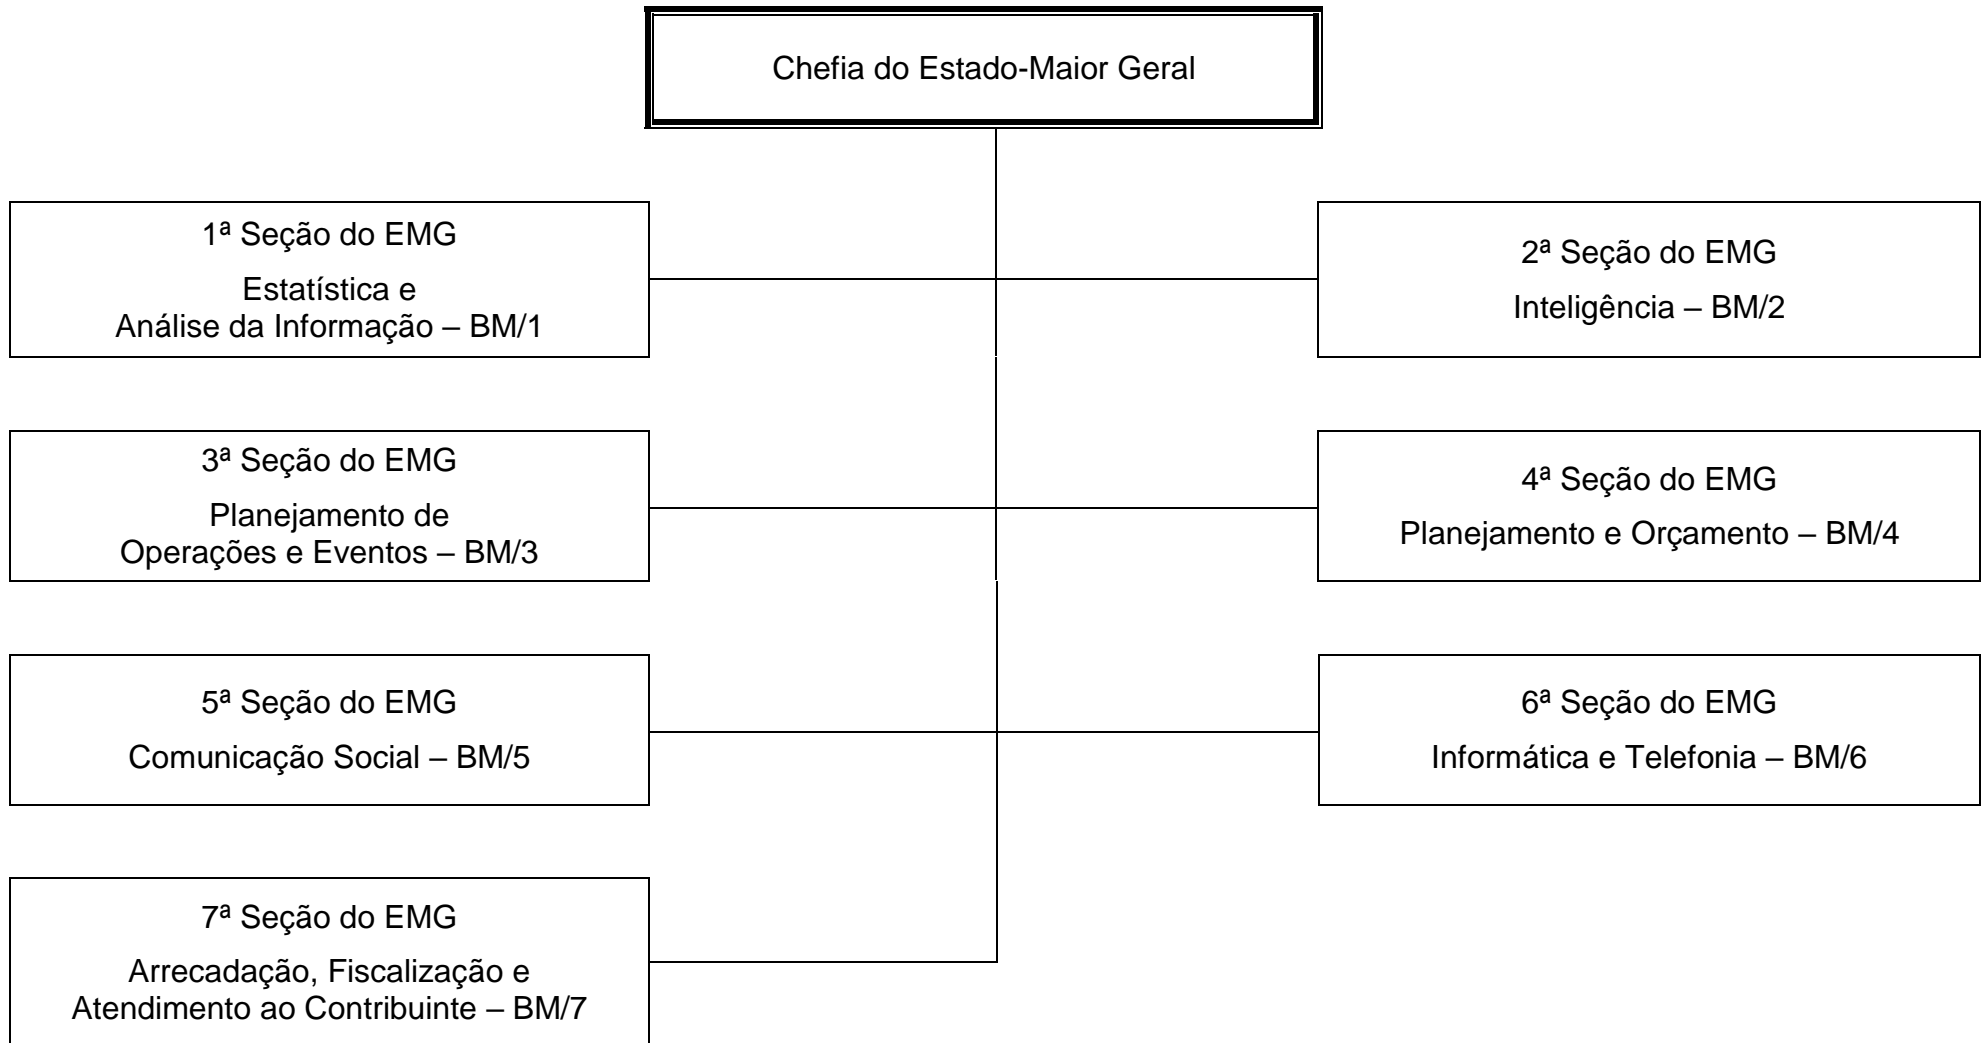 Chefia do Estado-Maior Geral
1ª Seção do EMG
Estatística e
Análise da Informação – BM/1
2ª Seção do EMG
Inteligência – BM/2
3ª Seção do EMG
Planejamento de
Operações e Eventos – BM/3
4ª Seção do EMG
Planejamento e Orçamento – BM/4
5ª Seção do EMG
Comunicação Social – BM/5
6ª Seção do EMG
Informática e Telefonia – BM/6
7ª Seção do EMG
Arrecadação, Fiscalização e
Atendimento ao Contribuinte – BM/7